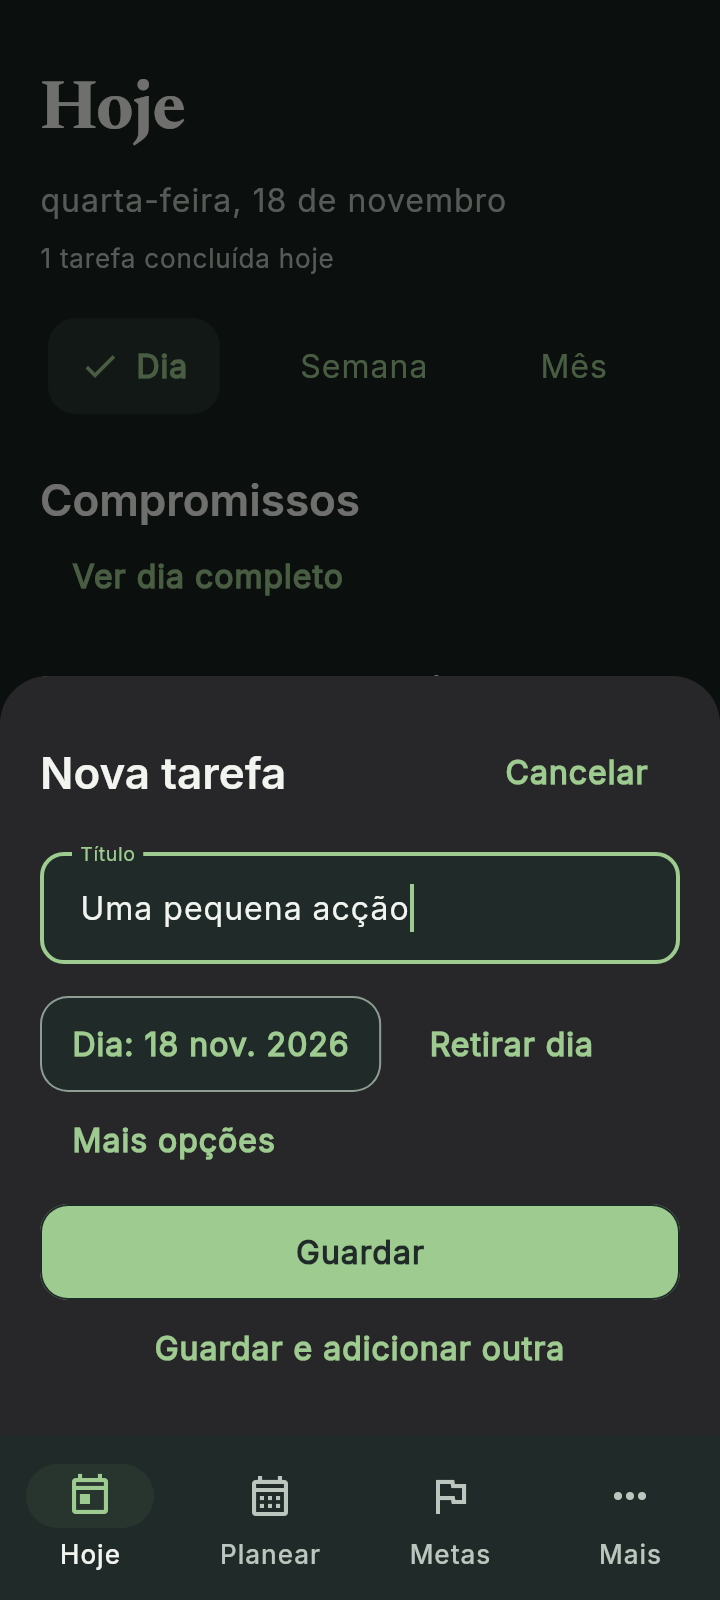 Hoje
quarta-feira, 18 de novembro
1 tarefa concluída hoje
Dia
Semana
Mês
Compromissos
Ver dia completo
Nova tarefa
Cancelar
Título
Uma pequena acção
Dia: 18 nov. 2026
Retirar dia
Mais opções
Guardar
Guardar e adicionar outra
Hoje
Planear
Metas
Mais